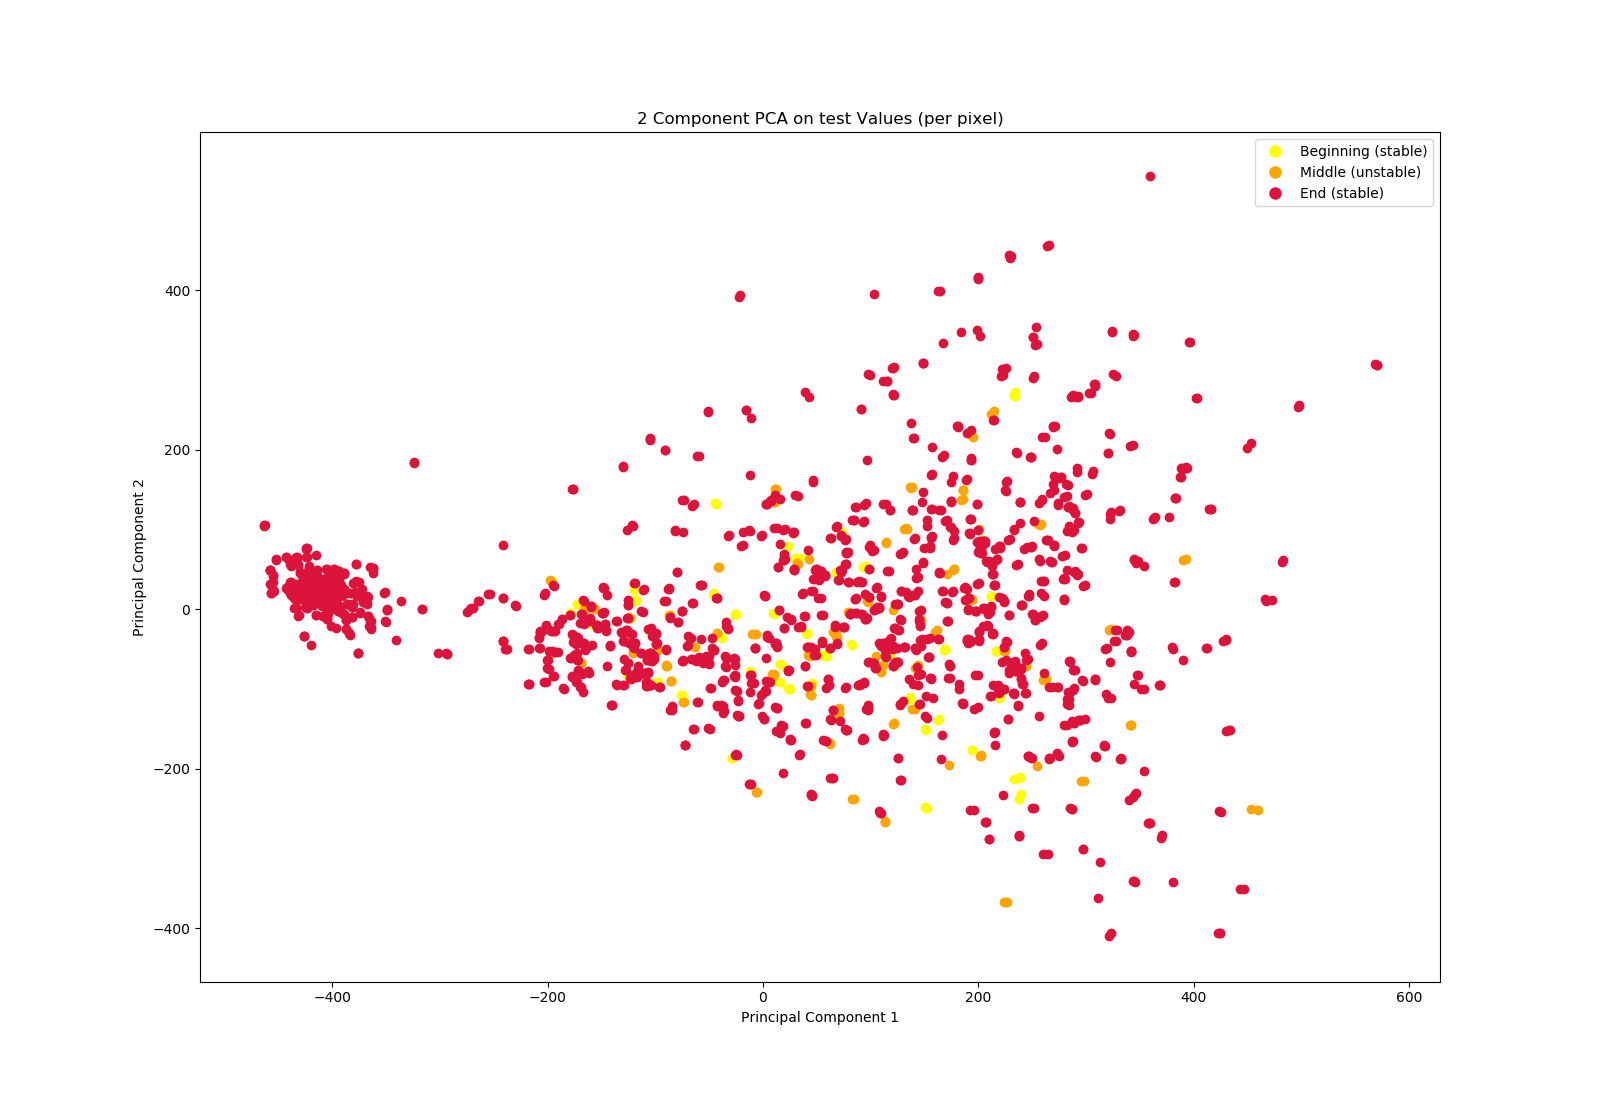 2 Component PCA on test Values (per pixel)
Beginning (stable)
Middle (unstable)
End (stable)
400
200
0
−200
−400
Principal Component 2
−400
−200
0
200
400
600
Principal Component 1